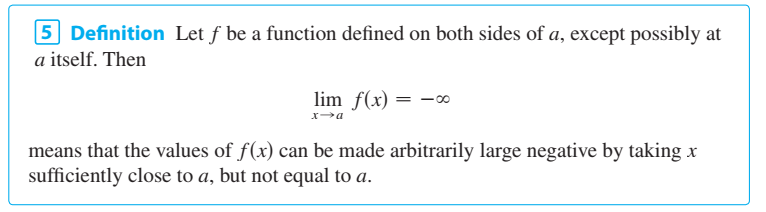 5 Definition Let f be a function defined on both sides of a, except possibly at
a itself. Then
lim f(x) = −∞
x→a
means that the values of f(x) can be made arbitrarily large negative by taking x
sufficiently close to a, but not equal to a.